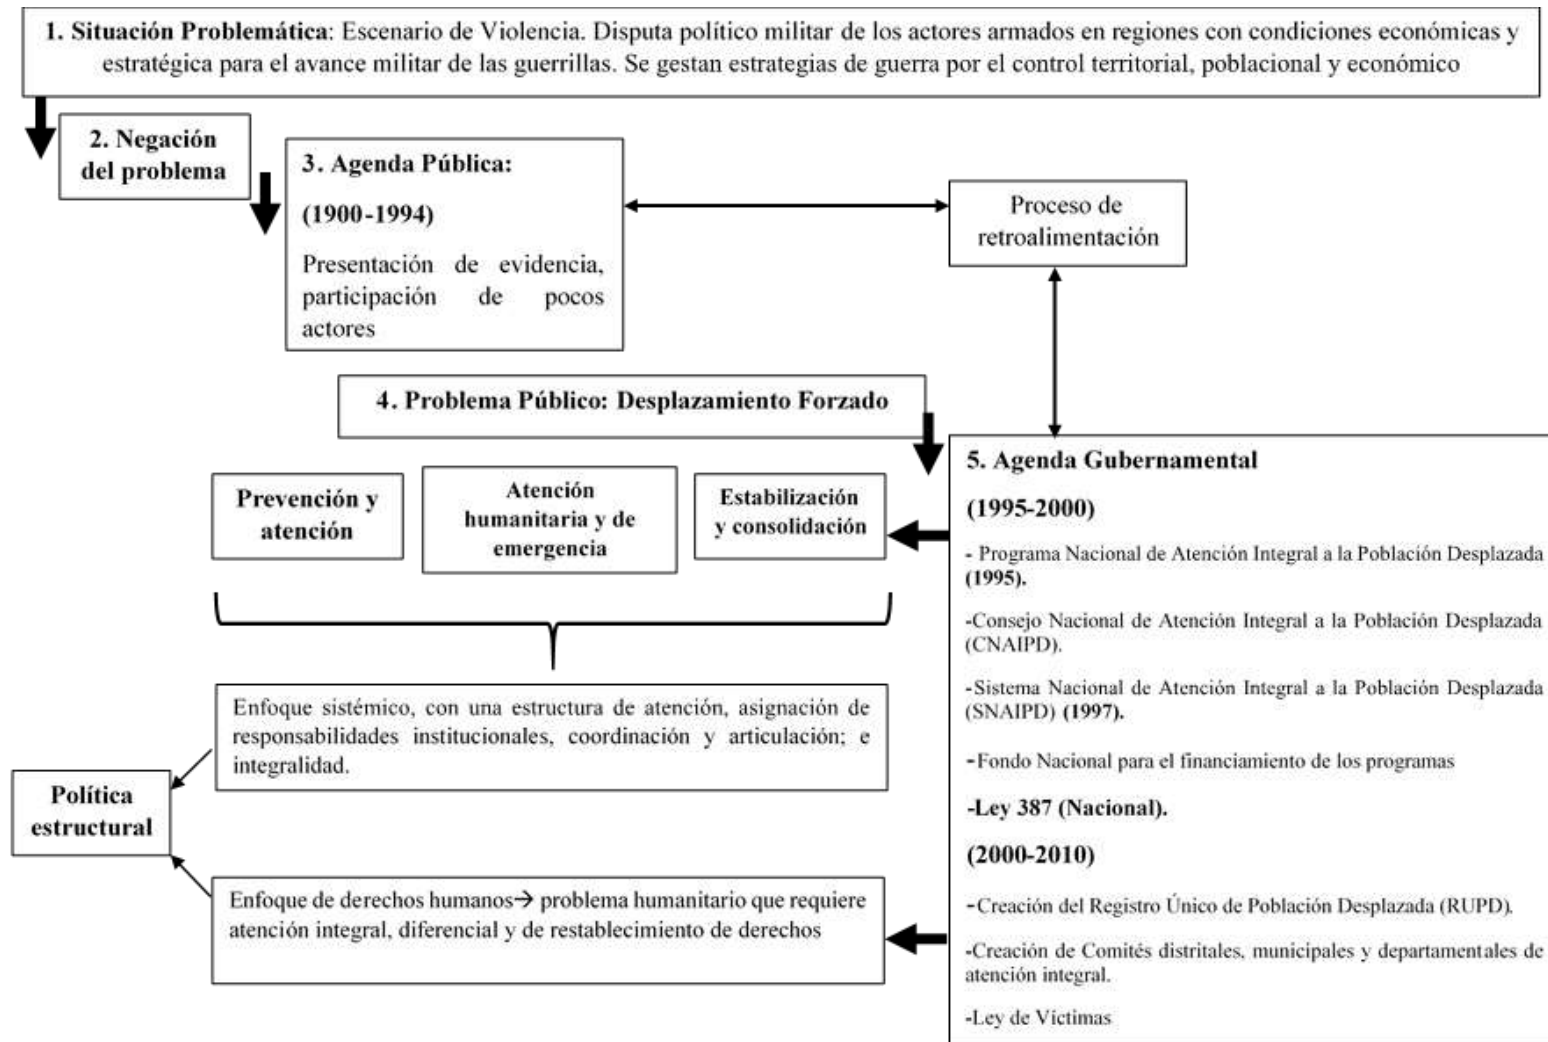 1. Situación Problemática: Escenario de Violencia. Disputa político militar de los actores armados en regiones con condiciones económicas y
estratégica para el avance militar de las guerrillas. Se gestan estrategias de guerra por el control territorial, poblacional y económico
2. Negación
del problema
3. Agenda Pública:
(1900-1994)
Presentación de evidencia,
participación de pocos
actores
Proceso de
retroalimentación
4. Problema Público: Desplazamiento Forzado
Prevención y
atención
Atención
humanitaria y de
emergencia
Estabilización
y consolidación
5. Agenda Gubernamental
(1995-2000)
- Programa Nacional de Atención Integral a la Población Desplazada
(1995).
-Consejo Nacional de Atención Integral a la Población Desplazada
(CNAIPD).
-Sistema Nacional de Atención Integral a la Población Desplazada
(SNAIPD) (1997).
-Fondo Nacional para el financiamiento de los programas
-Ley 387 (Nacional).
(2000-2010)
-Creación del Registro Único de Población Desplazada (RUPD).
-Creación de Comités distritales, municipales y departamentales de
atención integral.
-Ley de Víctimas
Enfoque sistémico, con una estructura de atención, asignación de
responsabilidades institucionales, coordinación y articulación; e
integralidad.
Política
estructural
Enfoque de derechos humanos→ problema humanitario que requiere
atención integral, diferencial y de restablecimiento de derechos